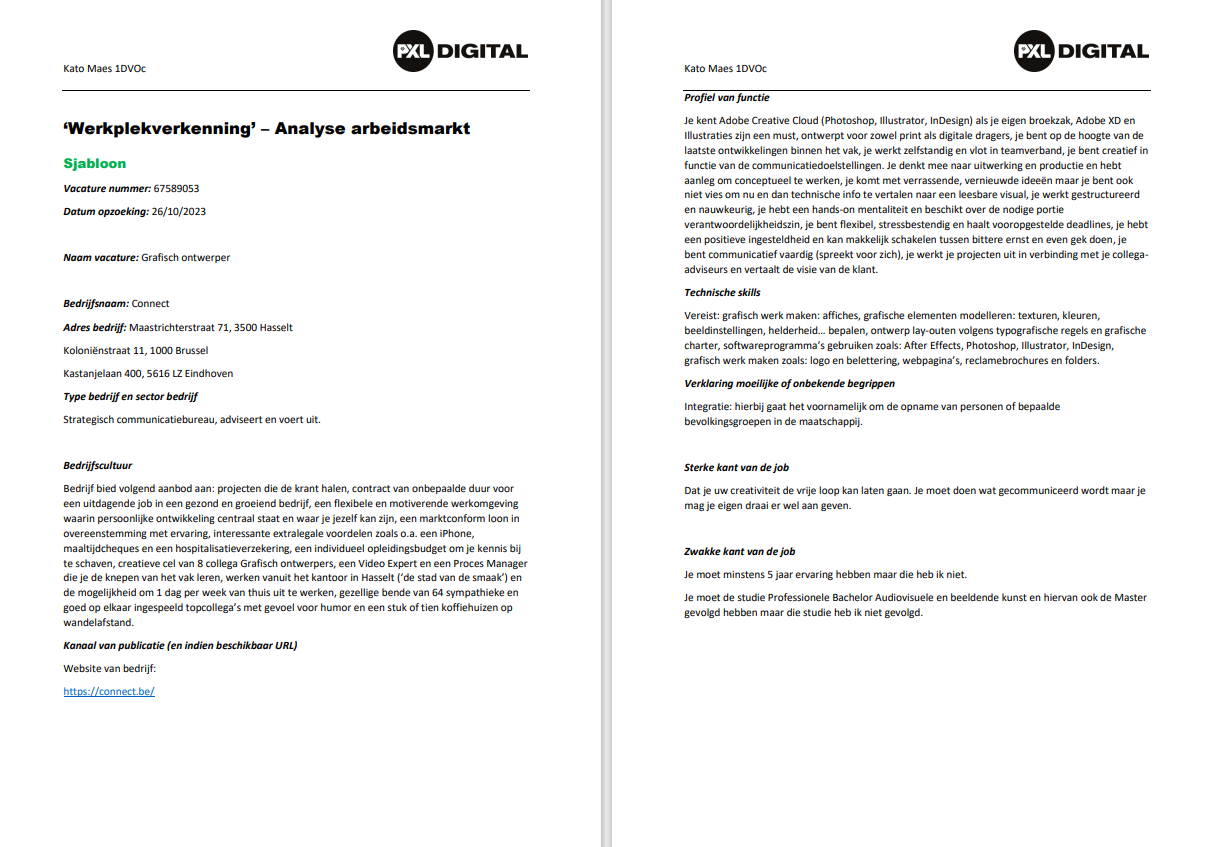 PXL DIGITAL
Kato Maes 1DVOc
‘Werkplekverkenning’ – Analyse arbeidsmarkt
Sjabloon
Vacature nummer: 67589053
Datum opzoeking: 26/10/2023
Naam vacature: Grafisch ontwerper
Bedrijfsnaam: Connect
Adres bedrijf: Maastrichterstraat 71, 3500 Hasselt
Koloniënstraat 11, 1000 Brussel
Kastanjelaan 400, 5616 LZ Eindhoven
Type bedrijf en sector bedrijf
Strategisch communicatiebureau, adviseert en voert uit.
Bedrijfscultuur
Bedrijf bied volgend aanbod aan: projecten die de krant halen, contract van onbepaalde duur voor
een uitdagende job in een gezond en groeiend bedrijf, een flexibele en motiverende werkomgeving
waarin persoonlijke ontwikkeling centraal staat en waar je jezelf kan zijn, een marktconform loon in
overeenstemming met ervaring, interessante extralegale voordelen zoals o.a. een iPhone,
maaltijdcheques en een hospitalisatieverzekering, een individueel opleidingsbudget om je kennis bij
te schaven, creatieve cel van 8 collega Grafisch ontwerpers, een Video Expert en een Proces Manager
die je de knepen van het vak leren, werken vanuit het kantoor in Hasselt (‘de stad van de smaak’) en
de mogelijkheid om 1 dag per week van thuis uit te werken, gezellige bende van 64 sympathieke en
goed op elkaar ingespeeld topcollega’s met gevoel voor humor en een stuk of tien koffiehuizen op
wandelafstand.
Kanaal van publicatie (en indien beschikbaar URL)
Website van bedrijf:
https://connect.be/
PXL DIGITAL
Kato Maes 1DVOc
Profiel van functie
Je kent Adobe Creative Cloud (Photoshop, Illustrator, InDesign) als je eigen broekzak, Adobe XD en
Illustraties zijn een must, ontwerpt voor zowel print als digitale dragers, je bent op de hoogte van de
laatste ontwikkelingen binnen het vak, je werkt zelfstandig en vlot in teamverband, je bent creatief in
functie van de communicatiedoelstellingen. Je denkt mee naar uitwerking en productie en hebt
aanleg om conceptueel te werken, je komt met verrassende, vernieuwde ideeën maar je bent ook
niet vies om nu en dan technische info te vertalen naar een leesbare visual, je werkt gestructureerd
en nauwkeurig, je hebt een hands-on mentaliteit en beschikt over de nodige portie
verantwoordelijkheidszin, je bent flexibel, stressbestendig en haalt vooropgestelde deadlines, je hebt
een positieve ingesteldheid en kan makkelijk schakelen tussen bittere ernst en even gek doen, je
bent communicatief vaardig (spreekt voor zich), je werkt je projecten uit in verbinding met je collega-
adviseurs en vertaalt de visie van de klant.
Technische skills
Vereist: grafisch werk maken: affiches, grafische elementen modelleren: texturen, kleuren,
beeldinstellingen, helderheid… bepalen, ontwerp lay-outen volgens typografische regels en grafische
charter, softwareprogramma’s gebruiken zoals: After Effects, Photoshop, Illustrator, InDesign,
grafisch werk maken zoals: logo en belettering, webpagina’s, reclamebrochures en folders.
Verklaring moeilijke of onbekende begrippen
Integratie: hierbij gaat het voornamelijk om de opname van personen of bepaalde
bevolkingsgroepen in de maatschappij.
Sterke kant van de job
Dat je uw creativiteit de vrije loop kan laten gaan. Je moet doen wat gecommuniceerd wordt maar je
mag je eigen draai er wel aan geven.
Zwakke kant van de job
Je moet minstens 5 jaar ervaring hebben maar die heb ik niet.
Je moet de studie Professionele Bachelor Audiovisuele en beeldende kunst en hiervan ook de Master
gevolgd hebben maar die studie heb ik niet gevolgd.